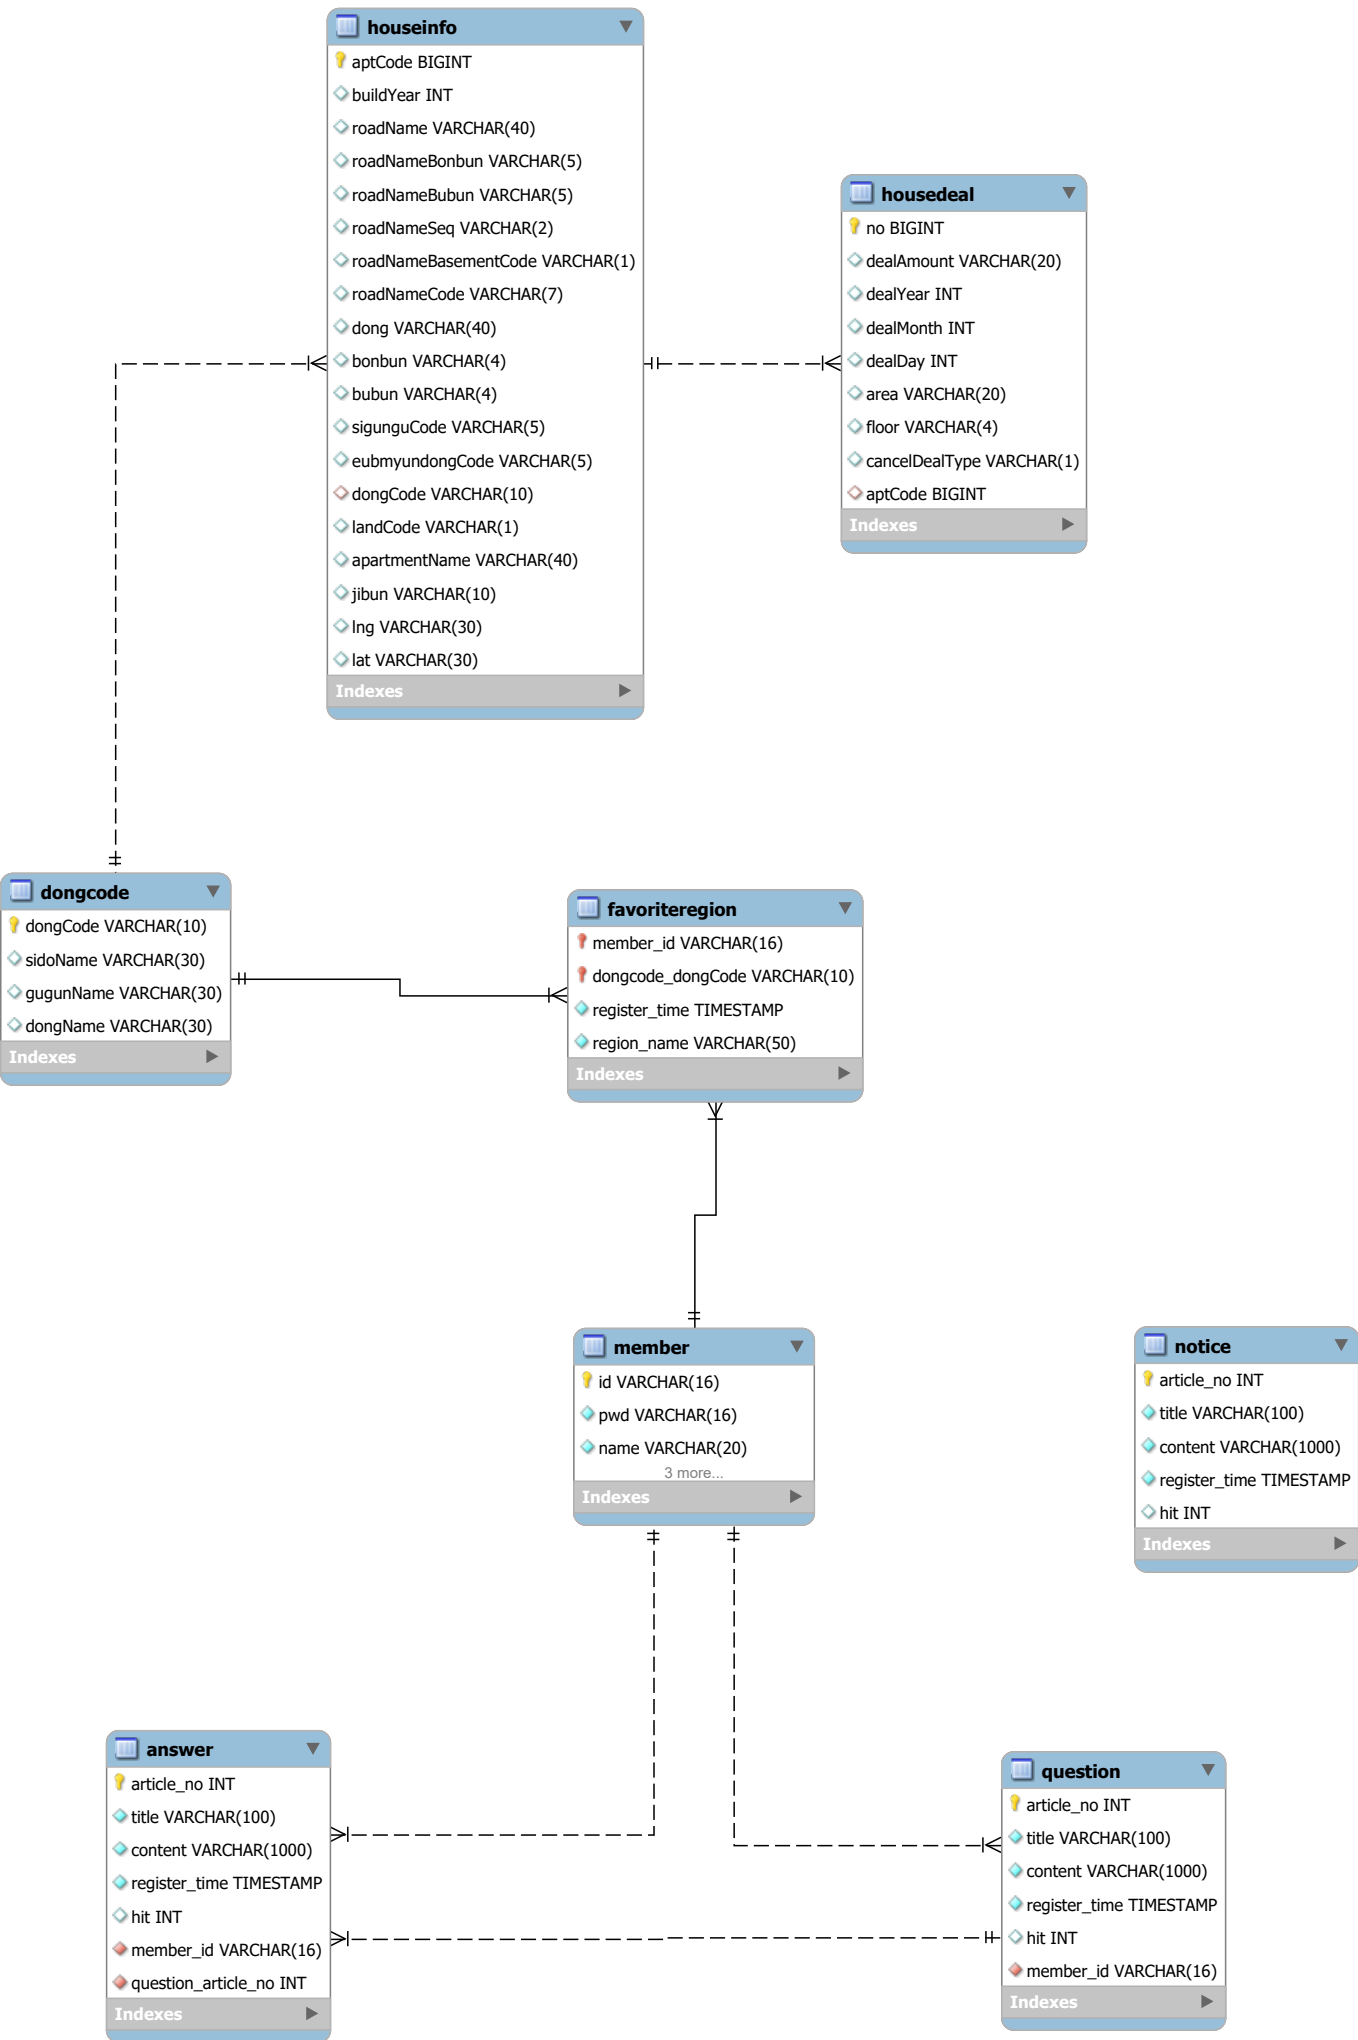 houseinfo
aptCode BIGINT
buildYear INT
roadName VARCHAR(40)
roadNameBonbun VARCHAR(5)
roadNameBubun VARCHAR(5)
roadNameSeq VARCHAR(2)
roadNameBasementCode VARCHAR(1)
roadNameCode VARCHAR(7)
dong VARCHAR(40)
bonbun VARCHAR(4)
bubun VARCHAR(4)
sigunguCode VARCHAR(5)
eubmyundongCode VARCHAR(5)
dongCode VARCHAR(10)
landCode VARCHAR(1)
apartmentName VARCHAR(40)
jibun VARCHAR(10)
lng VARCHAR(30)
lat VARCHAR(30)
Indexes
housedeal
no BIGINT
dealAmount VARCHAR(20)
dealYear INT
dealMonth INT
dealDay INT
area VARCHAR(20)
floor VARCHAR(4)
cancelDealType VARCHAR(1)
aptCode BIGINT
Indexes
dongcode
dongCode VARCHAR(10)
sidoName VARCHAR(30)
gugunName VARCHAR(30)
dongName VARCHAR(30)
Indexes
favoriteregion
member_id VARCHAR(16)
dongcode_dongCode VARCHAR(10)
register_time TIMESTAMP
region_name VARCHAR(50)
Indexes
member
id VARCHAR(16)
pwd VARCHAR(16)
name VARCHAR(20)
3 more...
Indexes
notice
article_no INT
title VARCHAR(100)
content VARCHAR(1000)
register_time TIMESTAMP
hit INT
Indexes
answer
article_no INT
title VARCHAR(100)
content VARCHAR(1000)
register_time TIMESTAMP
hit INT
member_id VARCHAR(16)
question_article_no INT
Indexes
question
article_no INT
title VARCHAR(100)
content VARCHAR(1000)
register_time TIMESTAMP
hit INT
member_id VARCHAR(16)
Indexes